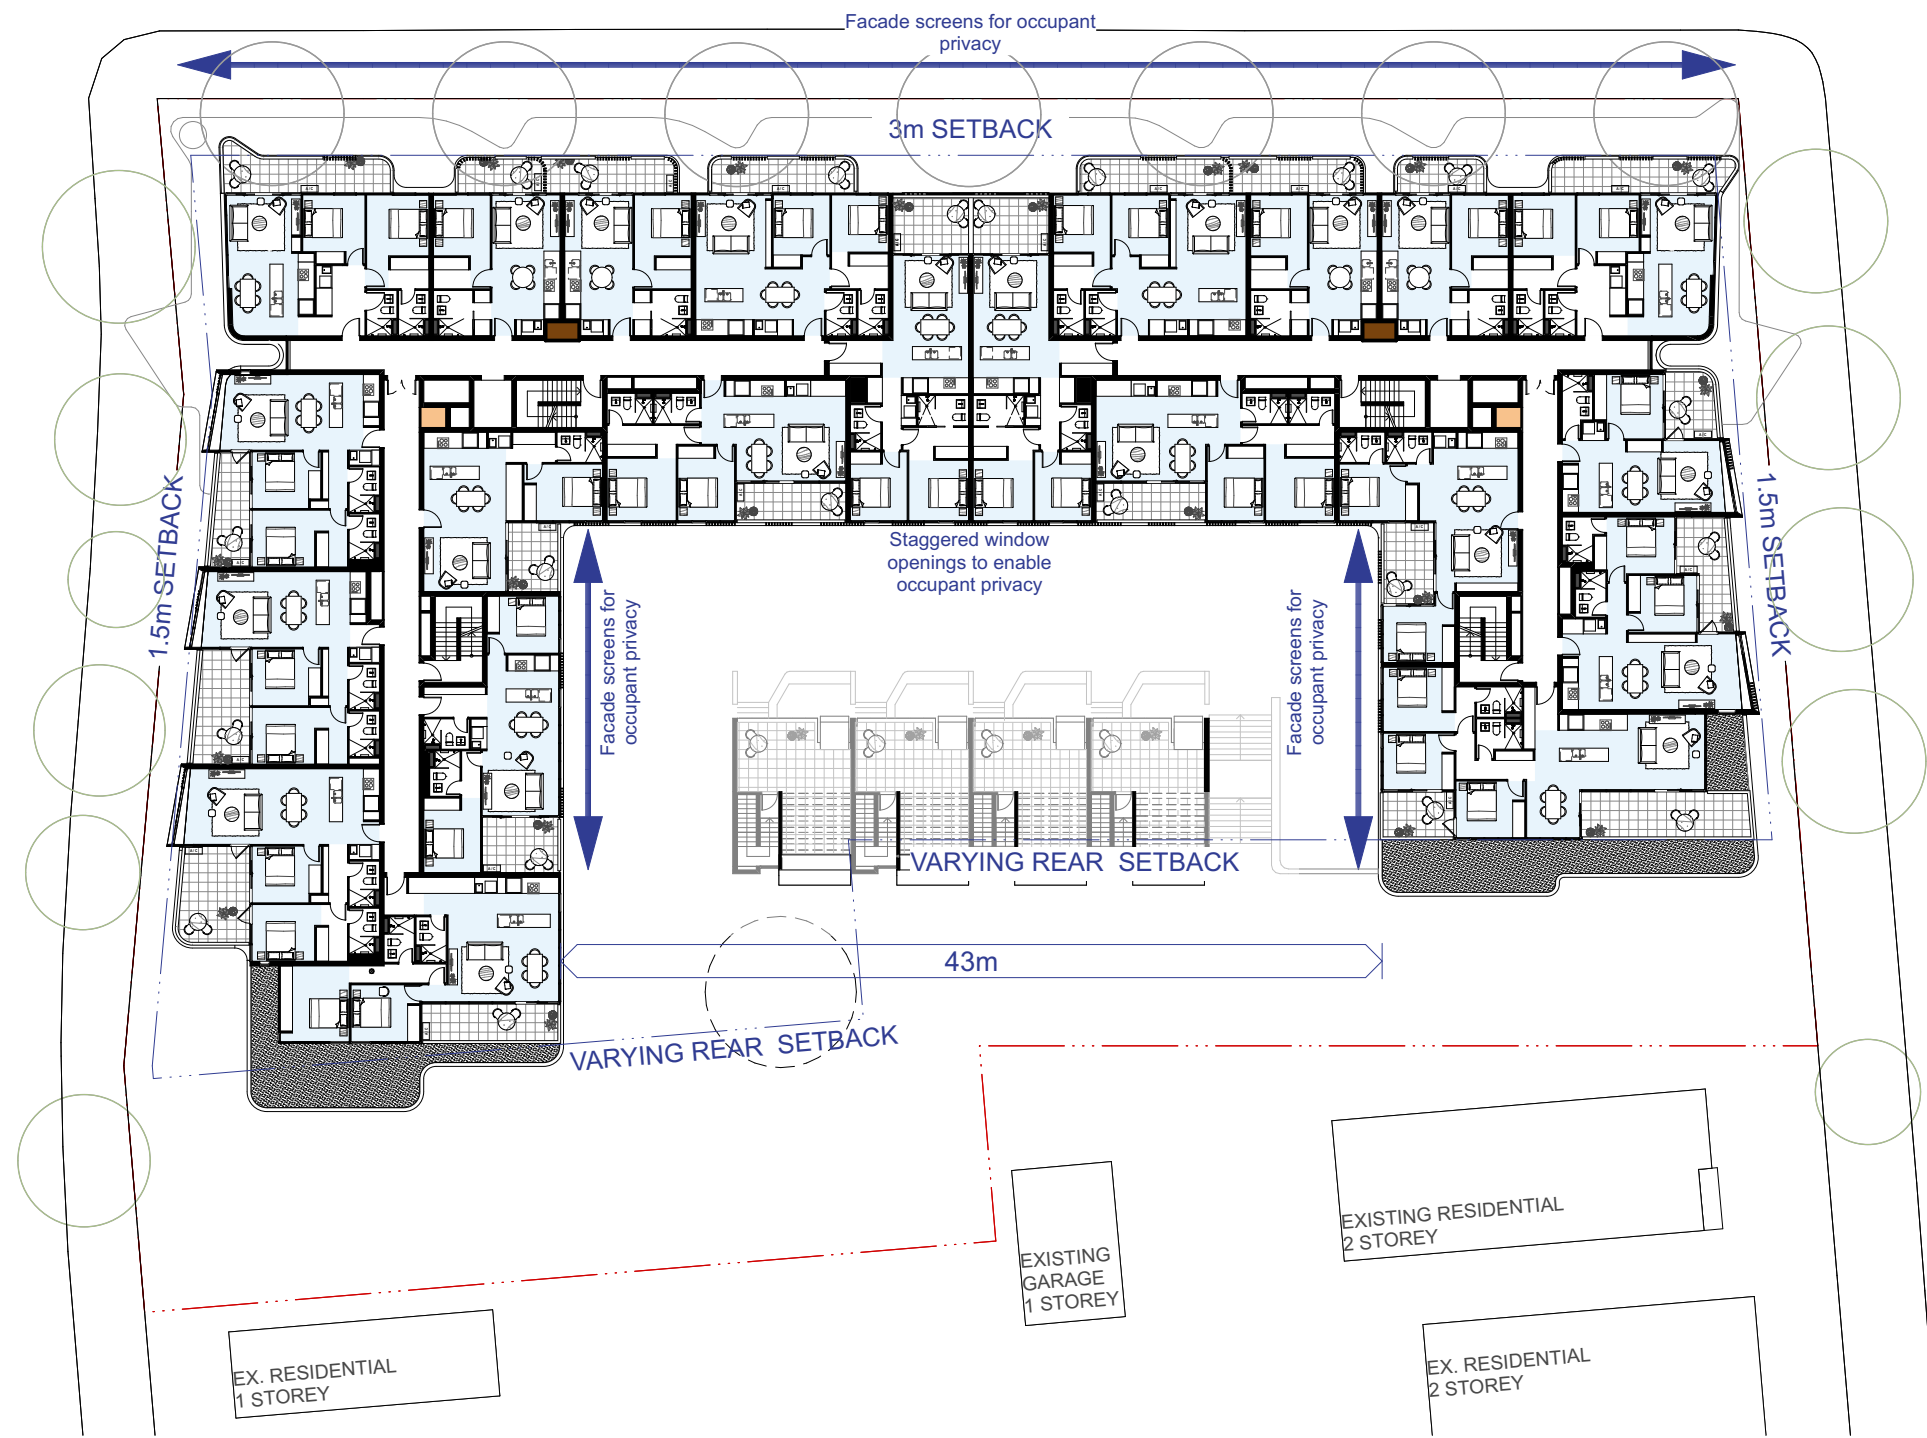 Facade screens for occupant
privacy
3m SETBACK
1.5m SETBACK
1.5m SETBACK
Staggered window
openings to enable
occupant privacy
Facade screens for
occupant privacy
Facade screens for
occupant privacy
VARYING REAR SETBACK
43m
VARYING REAR SETBACK
EXISTING RESIDENTIAL
2 STOREY
EXISTING
GARAGE
1 STOREY
EX. RESIDENTIAL
1 STOREY
EX. RESIDENTIAL
2 STOREY